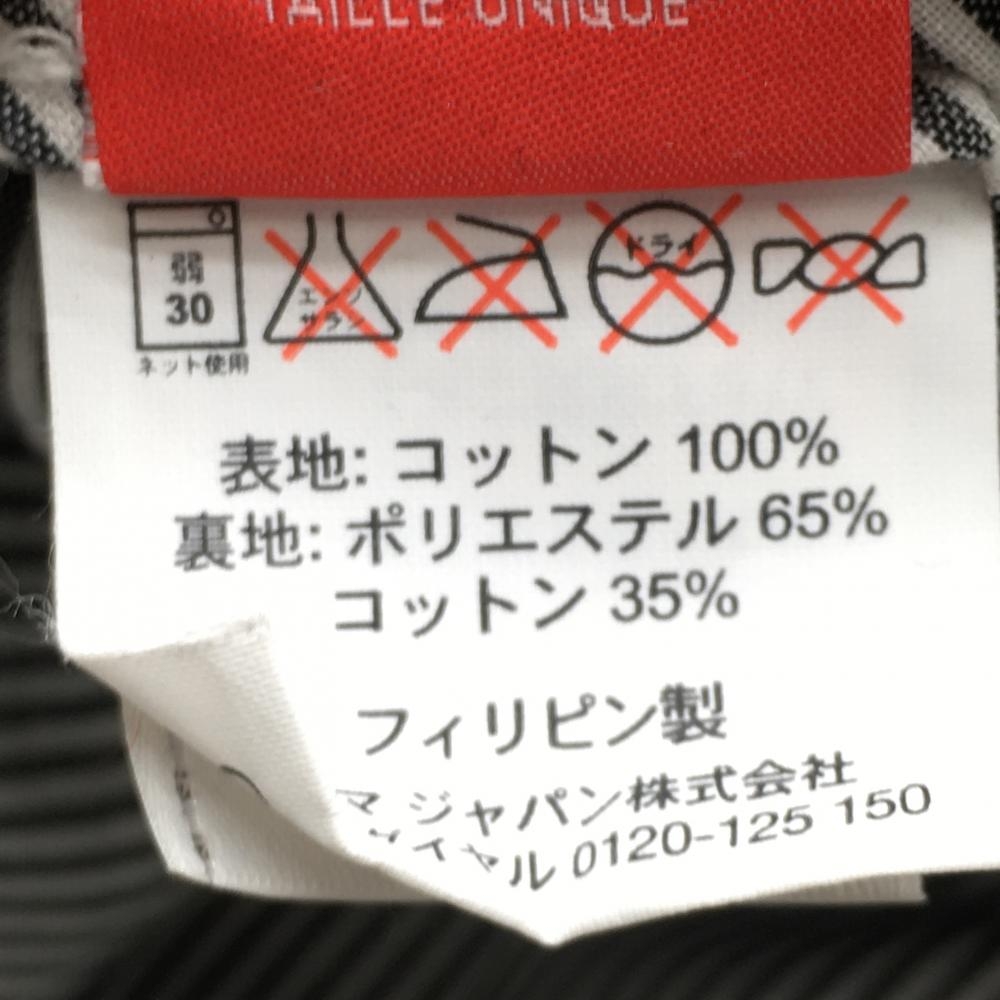 TAILLE UNIQUE
弱
30
エンソ
サラシ
ドライ
ネット使用
表地: コットン 100%
裏地: ポリエステル 65%
コットン 35%
フィリピン製
マ ジャパン株式会社
イヤル 0120-125 150